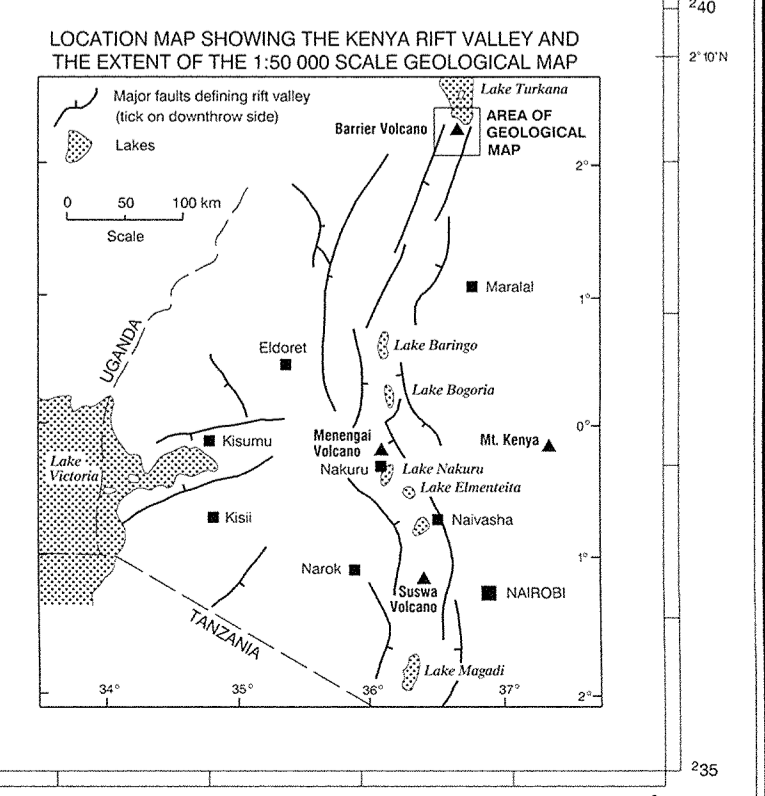 ²40
LOCATION MAP SHOWING THE KENYA RIFT VALLEY AND
THE EXTENT OF THE 1:50 000 SCALE GEOLOGICAL MAP
2°10'N
Major faults defining rift valley
(tick on downthrow side)
Lakes
0 50 100 km
Scale
Lake Turkana
Barrier Volcano
AREA OF
GEOLOGICAL
MAP
2°
Maralal
1°
UGANDA
Eldoret
Lake Baringo
Lake Bogoria
0°
Kisumu
Menengai
Volcano
Mt. Kenya
Lake
Victoria
Nakuru
Lake Nakuru
Lake Elmenteita
Kisii
Naivasha
1°
Narok
Suswa
Volcano
NAIROBI
TANZANIA
Lake Magadi
34° 35° 36° 37°
2°
²35